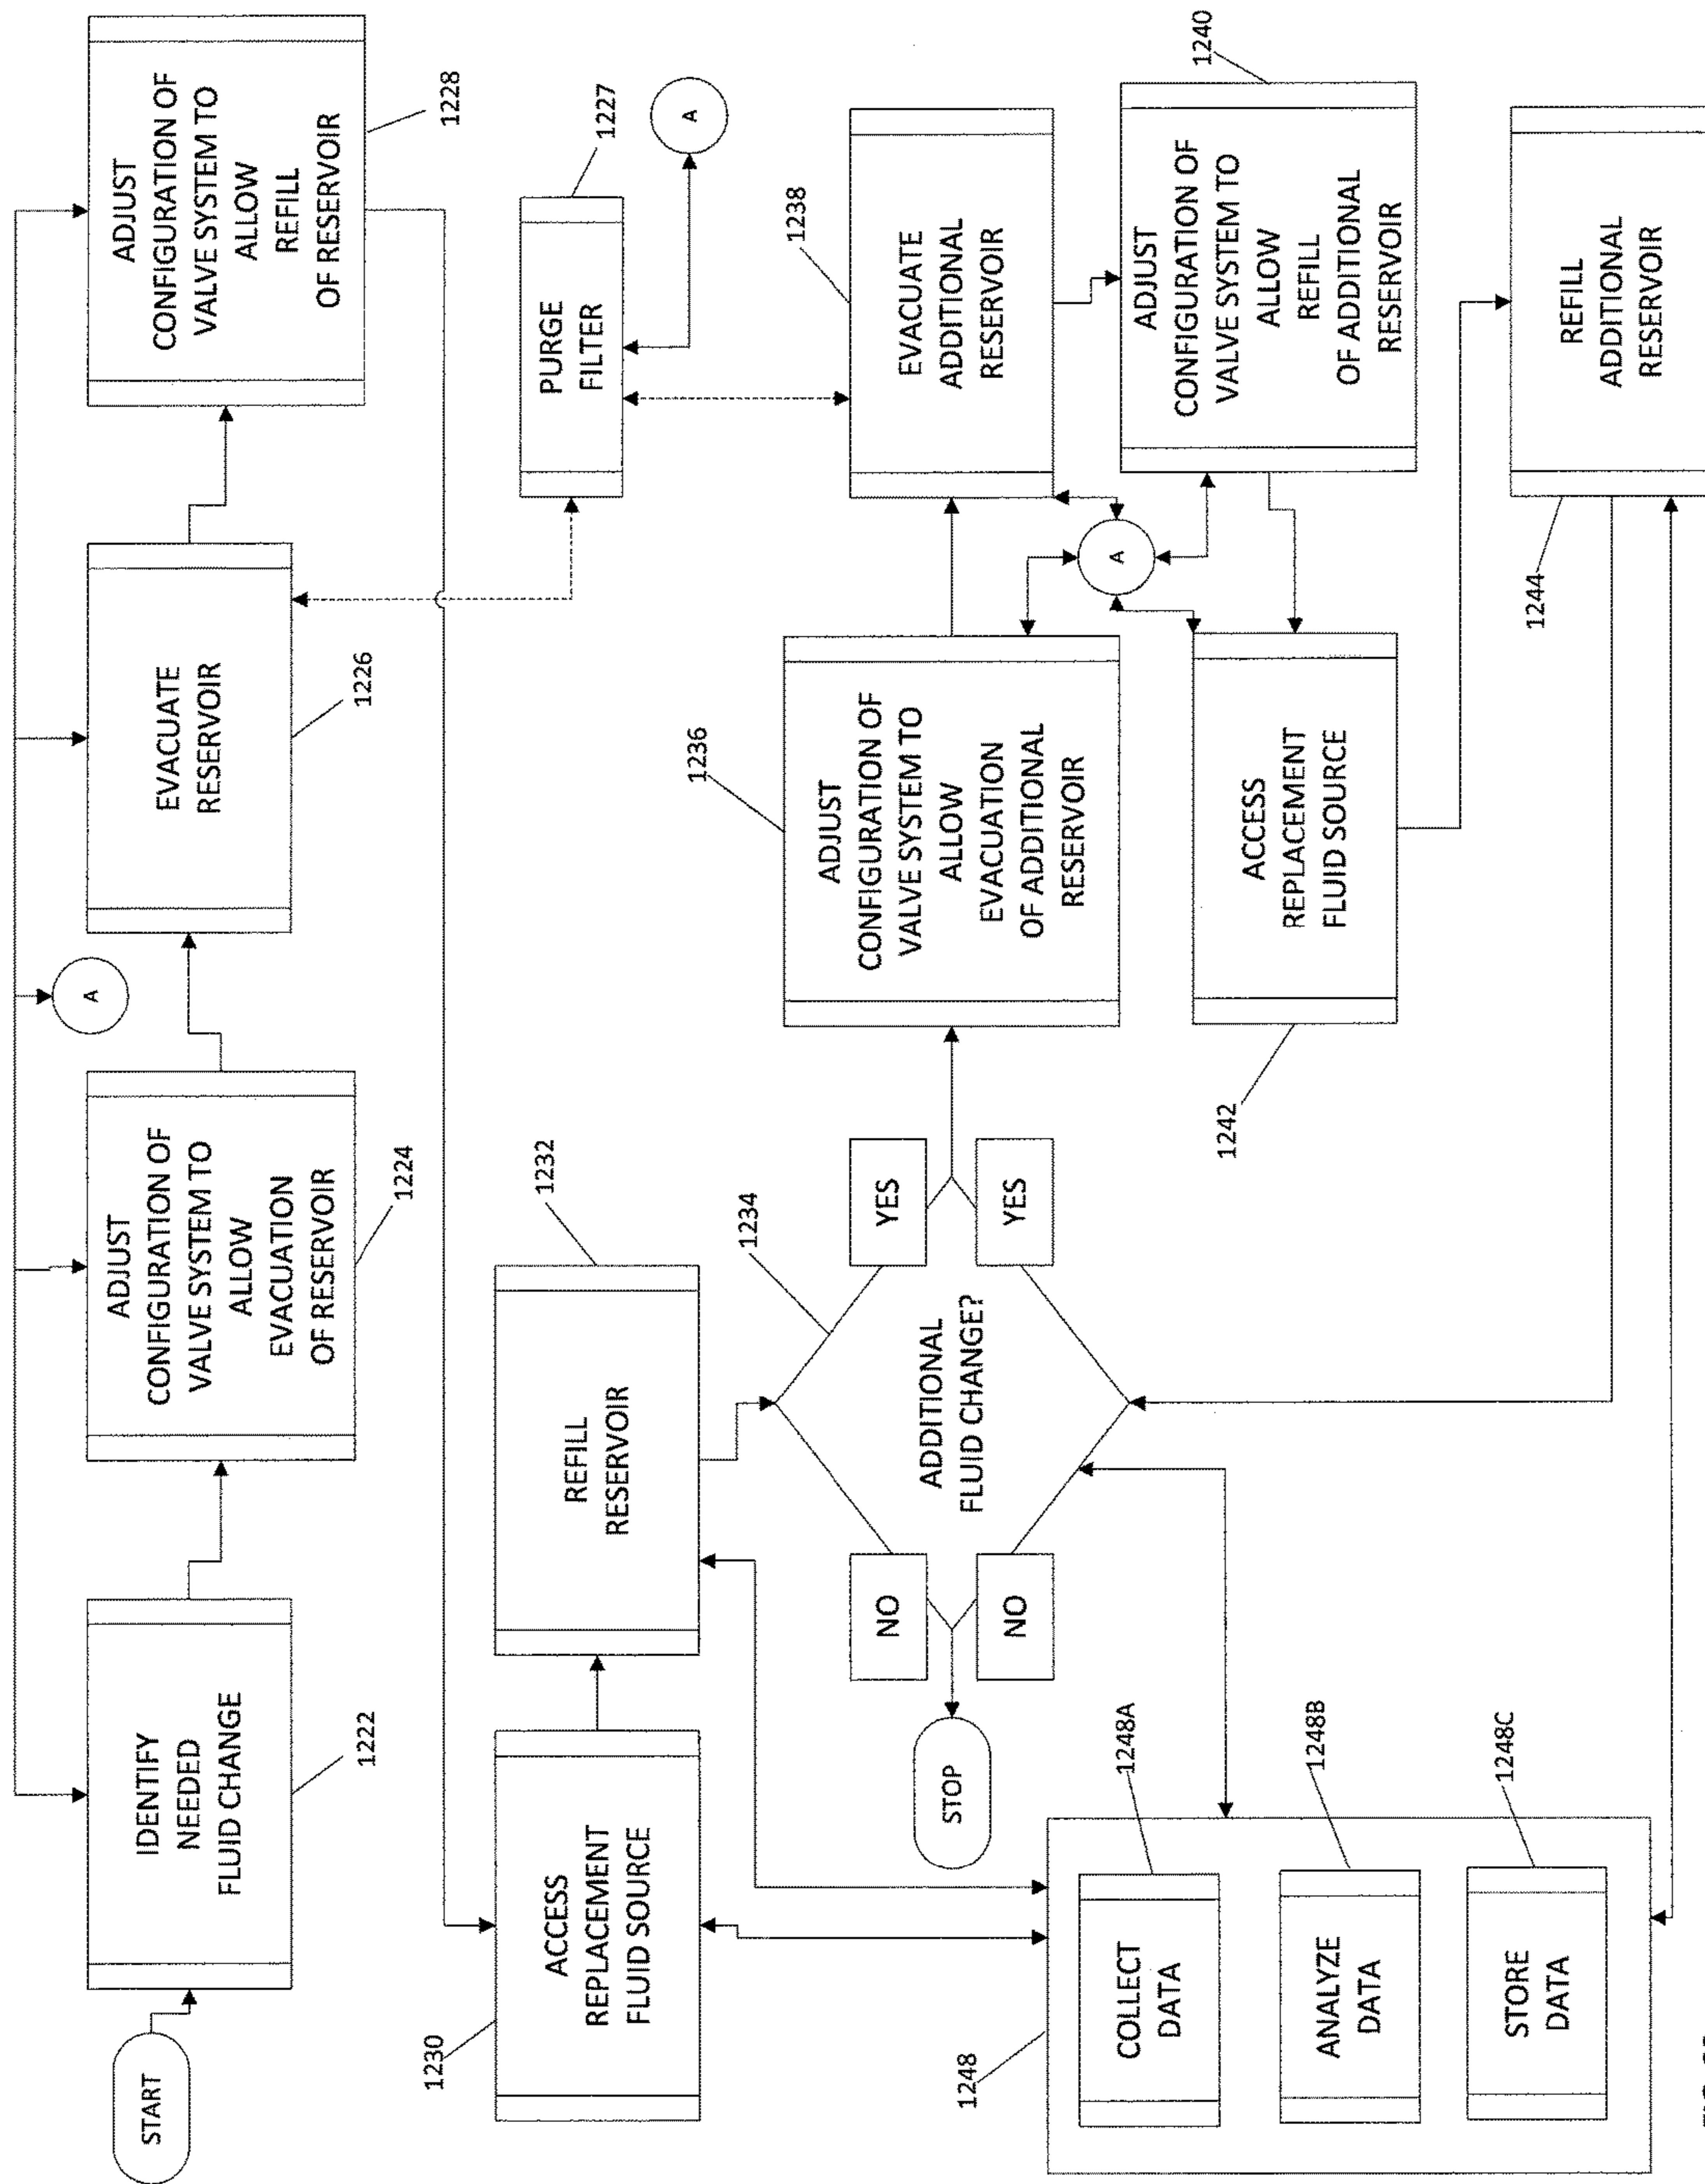 START
IDENTIFY
NEEDED
FLUID CHANGE
1222
ADJUST
CONFIGURATION OF
VALVE SYSTEM TO
ALLOW
EVACUATION
OF RESERVOIR
1224
A
EVACUATE
RESERVOIR
1226
ADJUST
CONFIGURATION OF
VALVE SYSTEM TO
ALLOW
REFILL
OF RESERVOIR
1228
PURGE
FILTER
1227
A
1230
ACCESS
REPLACEMENT
FLUID SOURCE
REFILL
RESERVOIR
1232
1234
ADDITIONAL
FLUID CHANGE?
NO
NO
YES
YES
STOP
1236
ADJUST
CONFIGURATION OF
VALVE SYSTEM TO
ALLOW
EVACUATION
OF ADDITIONAL
RESERVOIR
1238
EVACUATE
ADDITIONAL
RESERVOIR
A
1240
ADJUST
CONFIGURATION OF
VALVE SYSTEM TO
ALLOW
REFILL
OF ADDITIONAL
RESERVOIR
1242
ACCESS
REPLACEMENT
FLUID SOURCE
1244
REFILL
ADDITIONAL
RESERVOIR
1248
COLLECT
DATA
1248A
ANALYZE
DATA
1248B
STORE
DATA
1248C